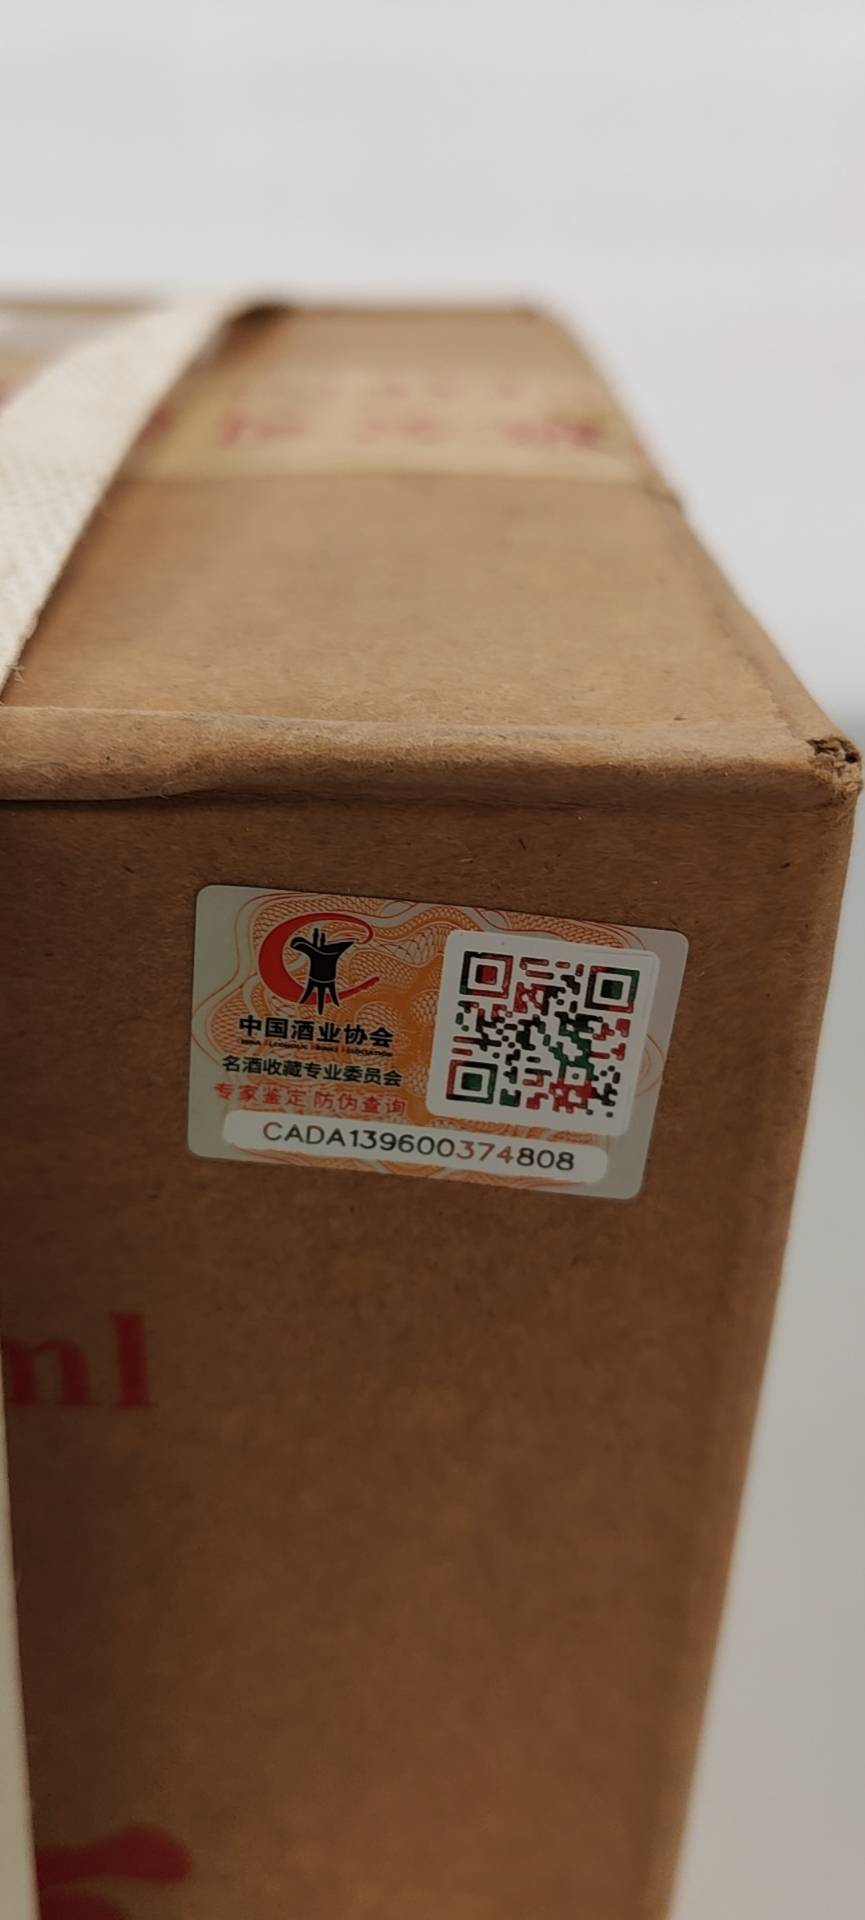 中国酒业协会
名酒收藏专业委员会
专家鉴定 防伪查询
CADA139600374808
ml